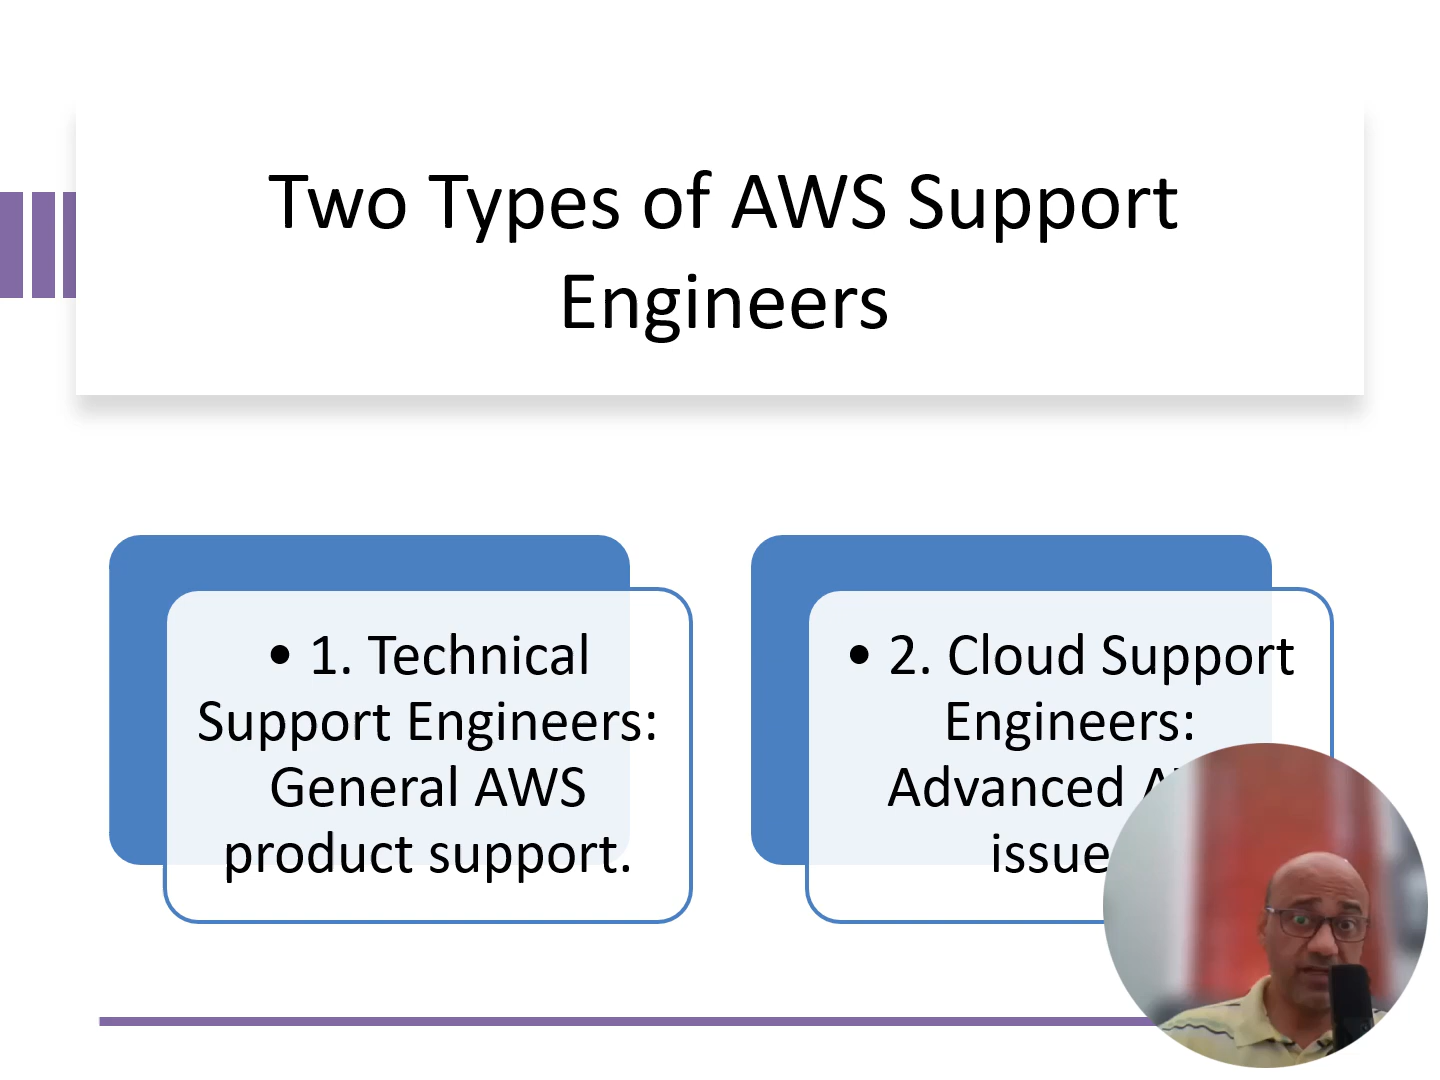 Two Types of AWS Support
Engineers
• 1. Technical
Support Engineers:
General AWS
product support.
• 2. Cloud Support
Engineers:
Advanced
issue